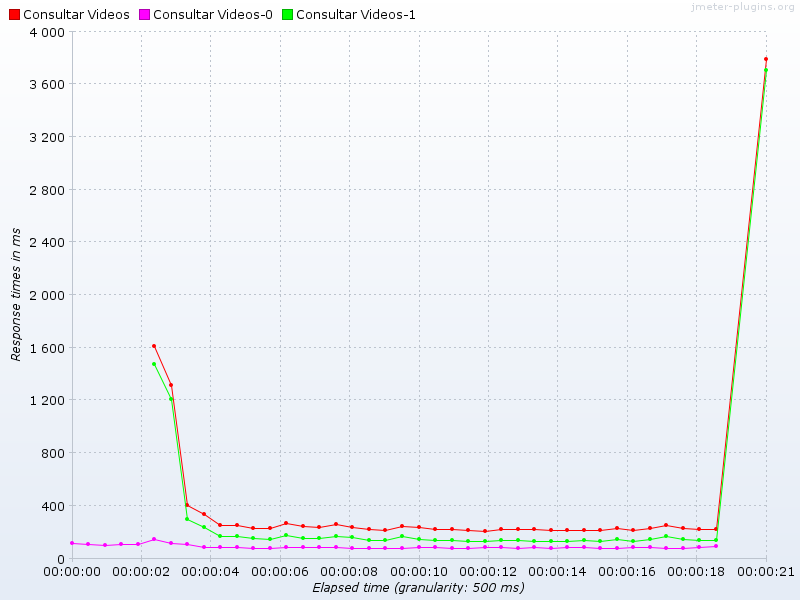 Consultar Videos Consultar Videos-0 Consultar Videos-1
jmeter-plugins.org
4 000
3 600
3 200
2 800
2 400
2 000
1 600
1 200
800
400
0
Response times in ms
00:00:00 00:00:02 00:00:04 00:00:06 00:00:08 00:00:10 00:00:12 00:00:14 00:00:16 00:00:18 00:00:21
Elapsed time (granularity: 500 ms)